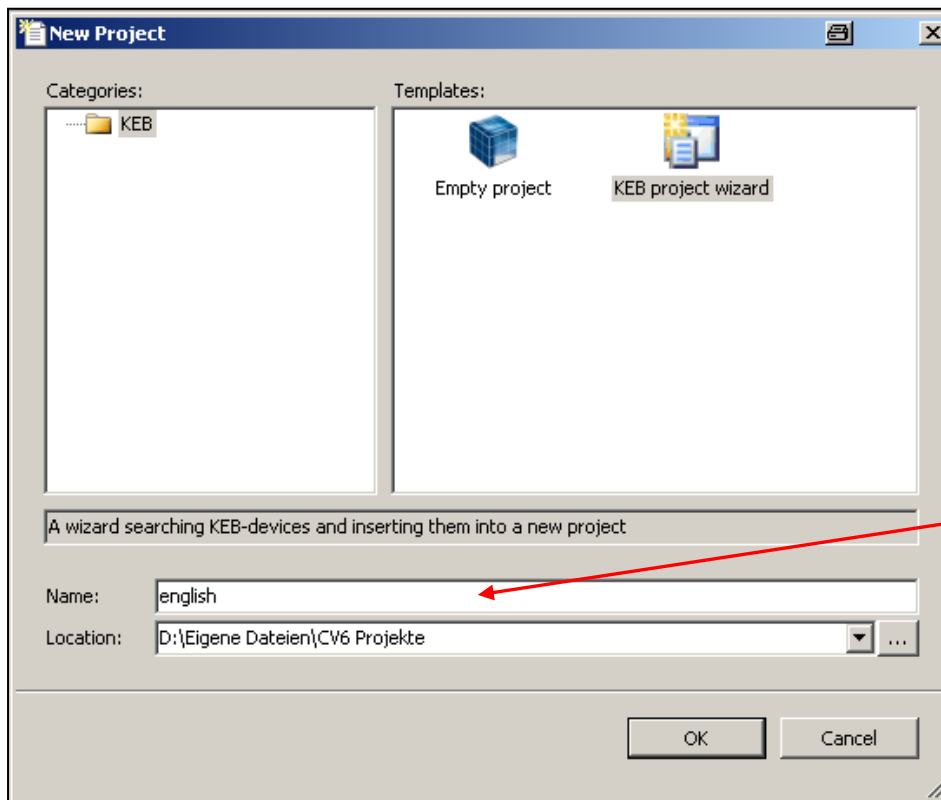 New Project
Categories:
Templates:
KEB
Empty project
KEB project wizard
A wizard searching KEB-devices and inserting them into a new project
Name:
english
Location:
D:\Eigene Dateien\CV6 Projekte
...
OK
Cancel